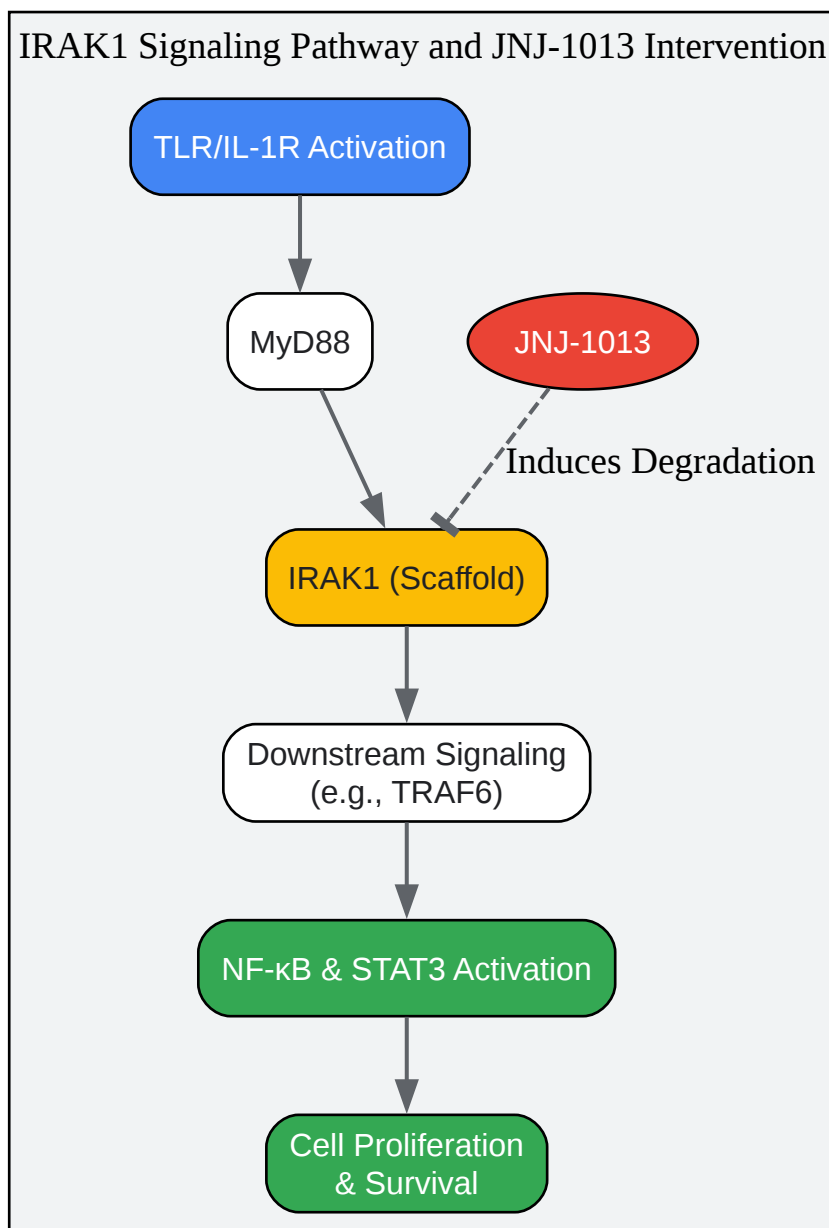 IRAK1 Signaling Pathway and JNJ-1013 Intervention
TLR/IL-1R Activation
MyD88
JNJ-1013
Induces Degradation
IRAK1 (Scaffold)
Downstream Signaling
(e.g., TRAF6)
NF-κB & STAT3 Activation
Cell Proliferation
& Survival